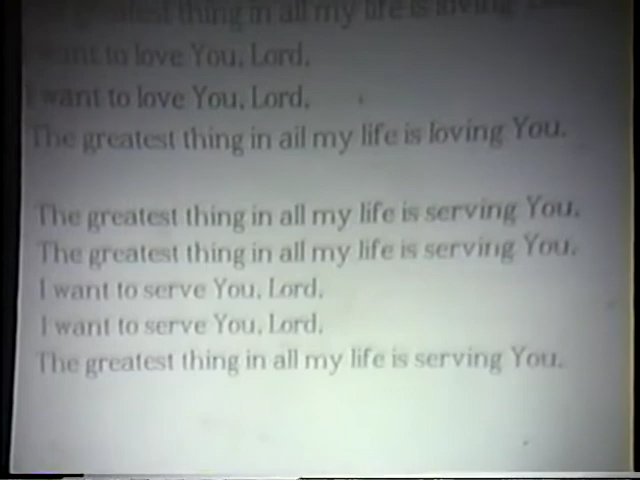 greatest thing in all my life is loving
want to love You, Lord.
I want to love You, Lord.
The greatest thing in ail my life is loving You.
The greatest thing in all my life is serving You.
The greatest thing in all my life is serving You.
I want to serve You, Lord.
I want to serve You, Lord.
The greatest thing in all my life is serving You.